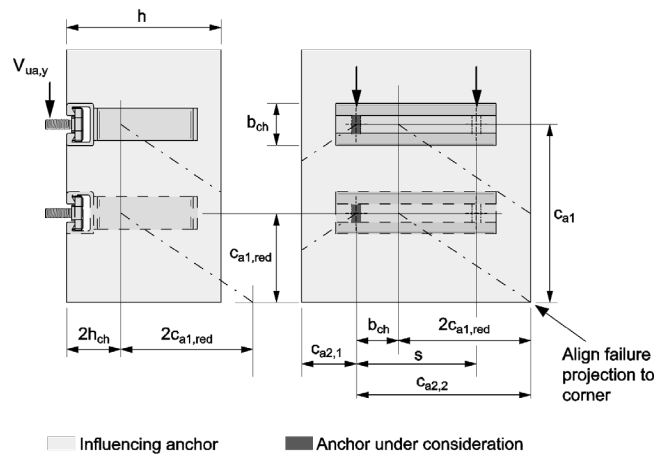 h
V_ua,y
b_ch
c_a1
c_a1,red
2h_ch
2c_a1,red
b_ch
2c_a1,red
c_a2,1
s
c_a2,2
Align failure
projection to
corner
Influencing anchor
Anchor under consideration